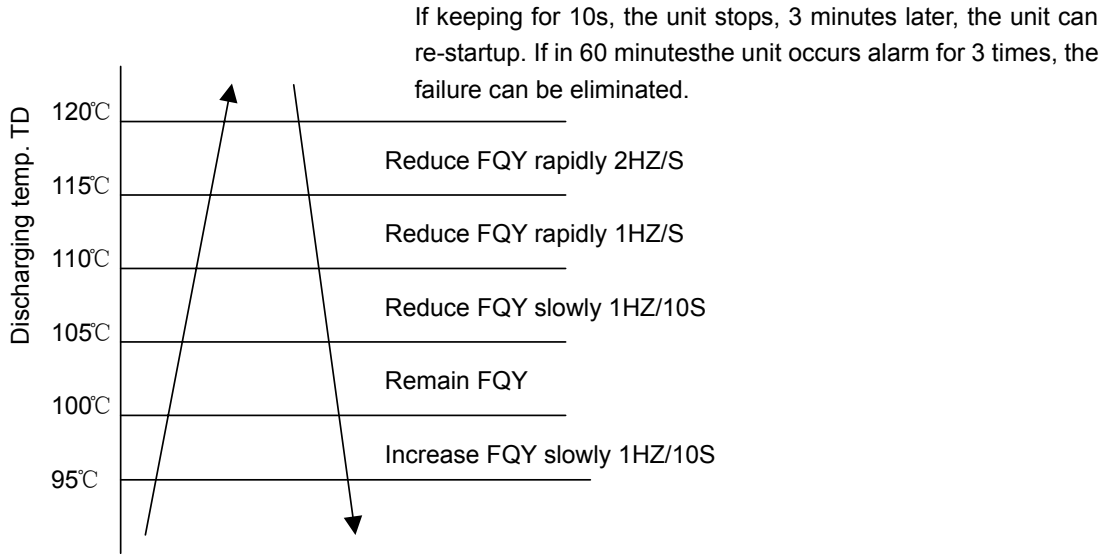 If keeping for 10s, the unit stops, 3 minutes later, the unit can
re-startup. If in 60 minutesthe unit occurs alarm for 3 times, the
failure can be eliminated.
Discharging temp. TD
120℃
Reduce FQY rapidly 2HZ/S
115℃
Reduce FQY rapidly 1HZ/S
110℃
Reduce FQY slowly 1HZ/10S
105℃
Remain FQY
100℃
Increase FQY slowly 1HZ/10S
95℃